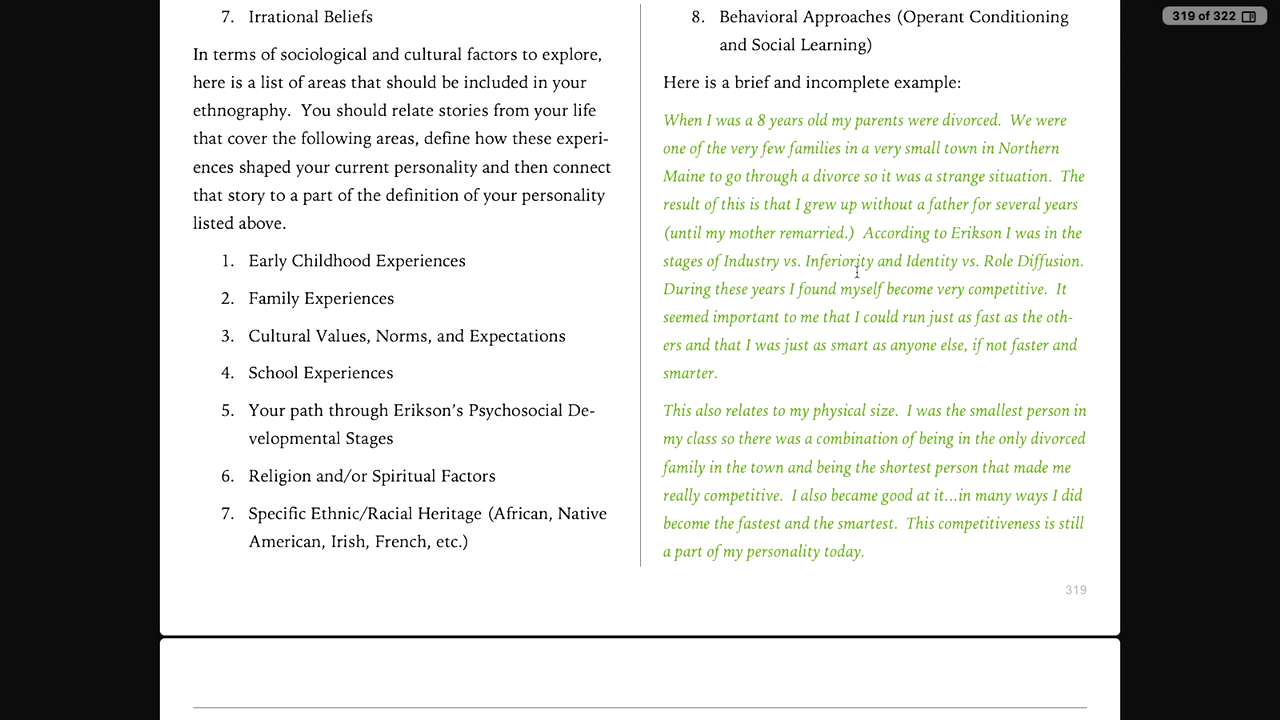 319 of 322
7. Irrational Beliefs
In terms of sociological and cultural factors to explore,
here is a list of areas that should be included in your
ethnography. You should relate stories from your life
that cover the following areas, define how these experi-
ences shaped your current personality and then connect
that story to a part of the definition of your personality
listed above.
1. Early Childhood Experiences
2. Family Experiences
3. Cultural Values, Norms, and Expectations
4. School Experiences
5. Your path through Erikson's Psychosocial De-
velopmental Stages
6. Religion and/or Spiritual Factors
7. Specific Ethnic/Racial Heritage (African, Native
American, Irish, French, etc.)
8. Behavioral Approaches (Operant Conditioning
and Social Learning)
Here is a brief and incomplete example:
When I was a 8 years old my parents were divorced. We were
one of the very few families in a very small town in Northern
Maine to go through a divorce so it was a strange situation. The
result of this is that I grew up without a father for several years
(until my mother remarried.) According to Erikson I was in the
stages of Industry vs. Inferiority and Identity vs. Role Diffusion.
During these years I found myself become very competitive. It
seemed important to me that I could run just as fast as the oth-
ers and that I was just as smart as anyone else, if not faster and
smarter.
This also relates to my physical size. I was the smallest person in
my class so there was a combination of being in the only divorced
family in the town and being the shortest person that made me
really competitive. I also became good at it...in many ways I did
become the fastest and the smartest. This competitiveness is still
a part of my personality today.
319